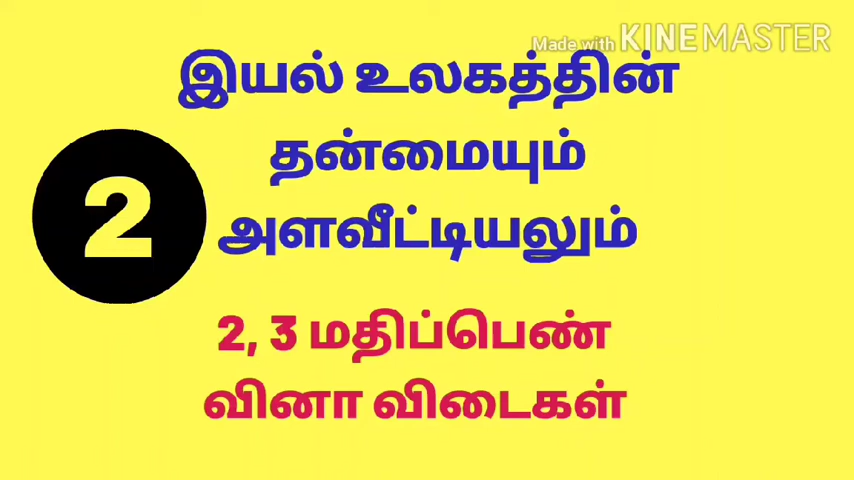 Made with KINEMASTER
இயல் உலகத்தின்
தன்மையும்
2
அளவீட்டியலும்
2, 3 மதிப்பெண்
வினா விடைகள்